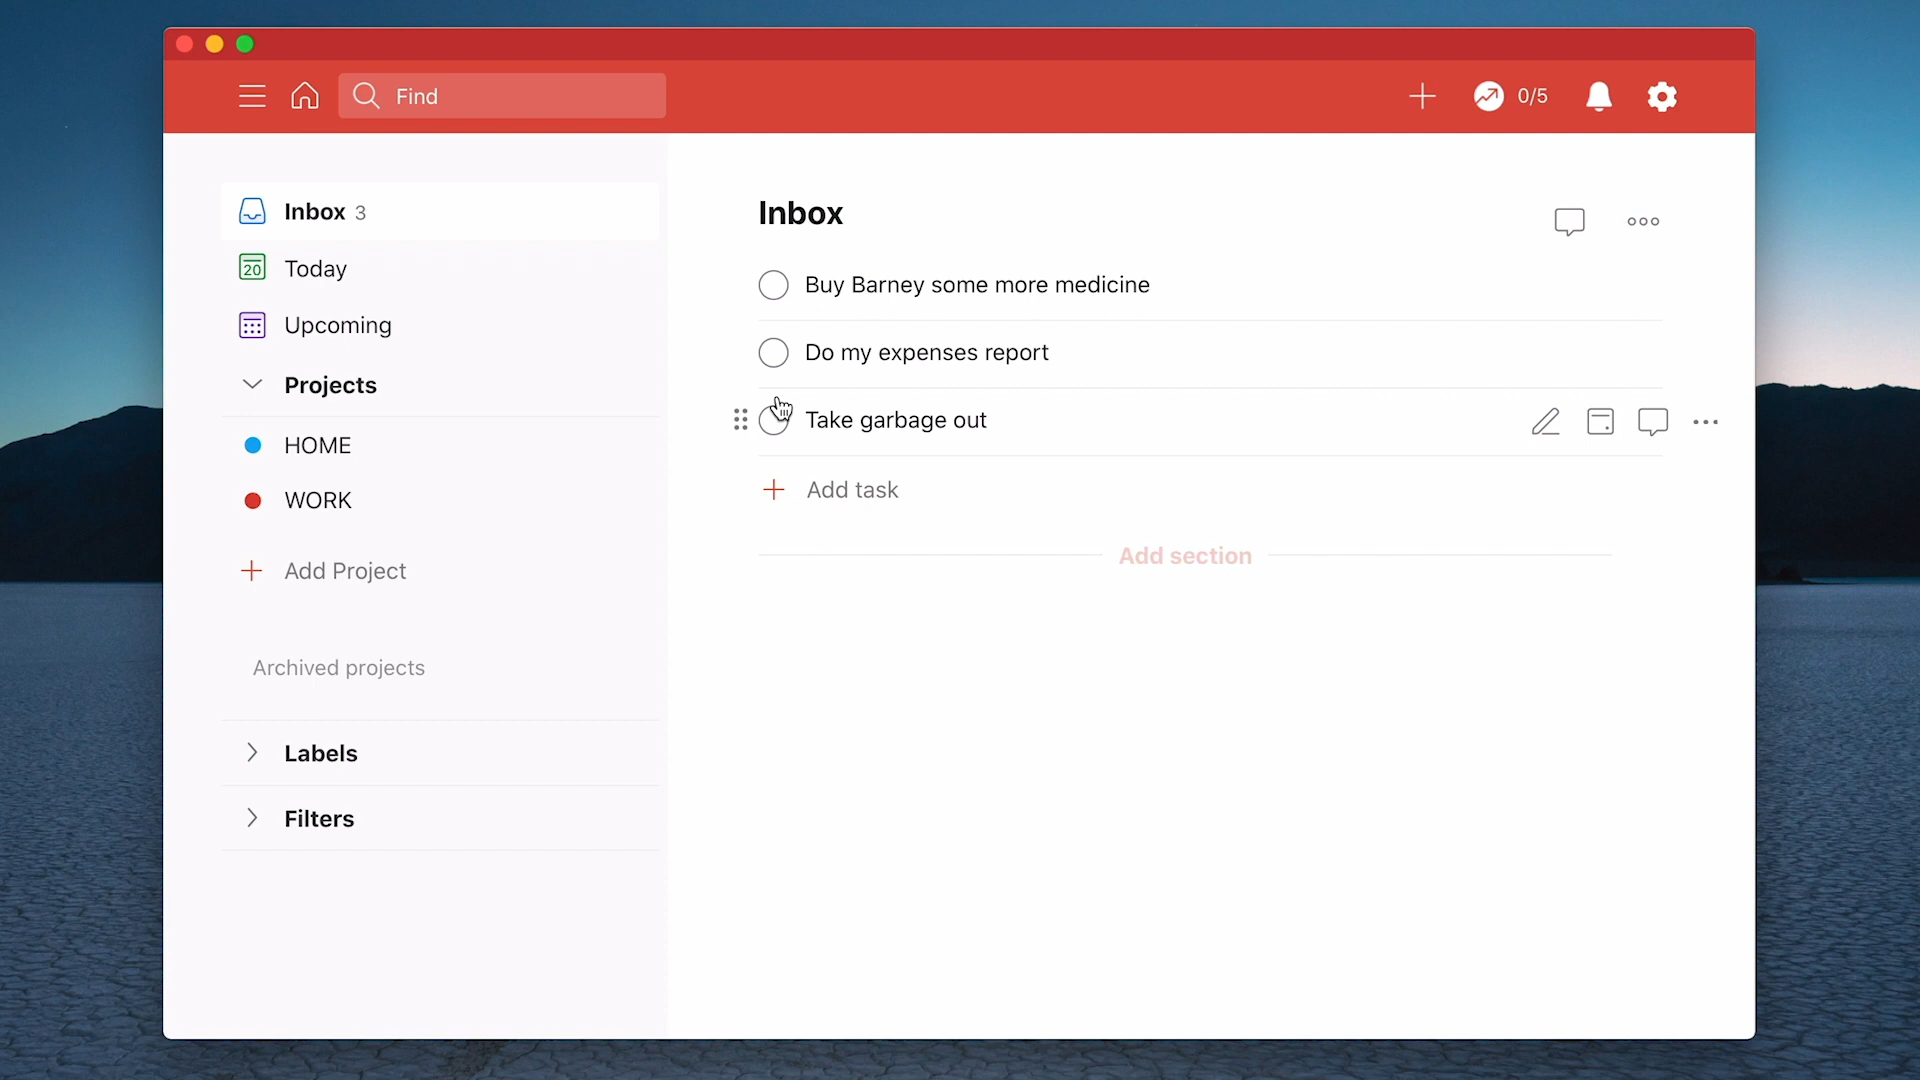 Find
0/5
Inbox 3
20
Today
Upcoming
Projects
HOME
WORK
Add Project
Archived projects
Labels
Filters
Inbox
Buy Barney some more medicine
Do my expenses report
Take garbage out
Add task
Add section